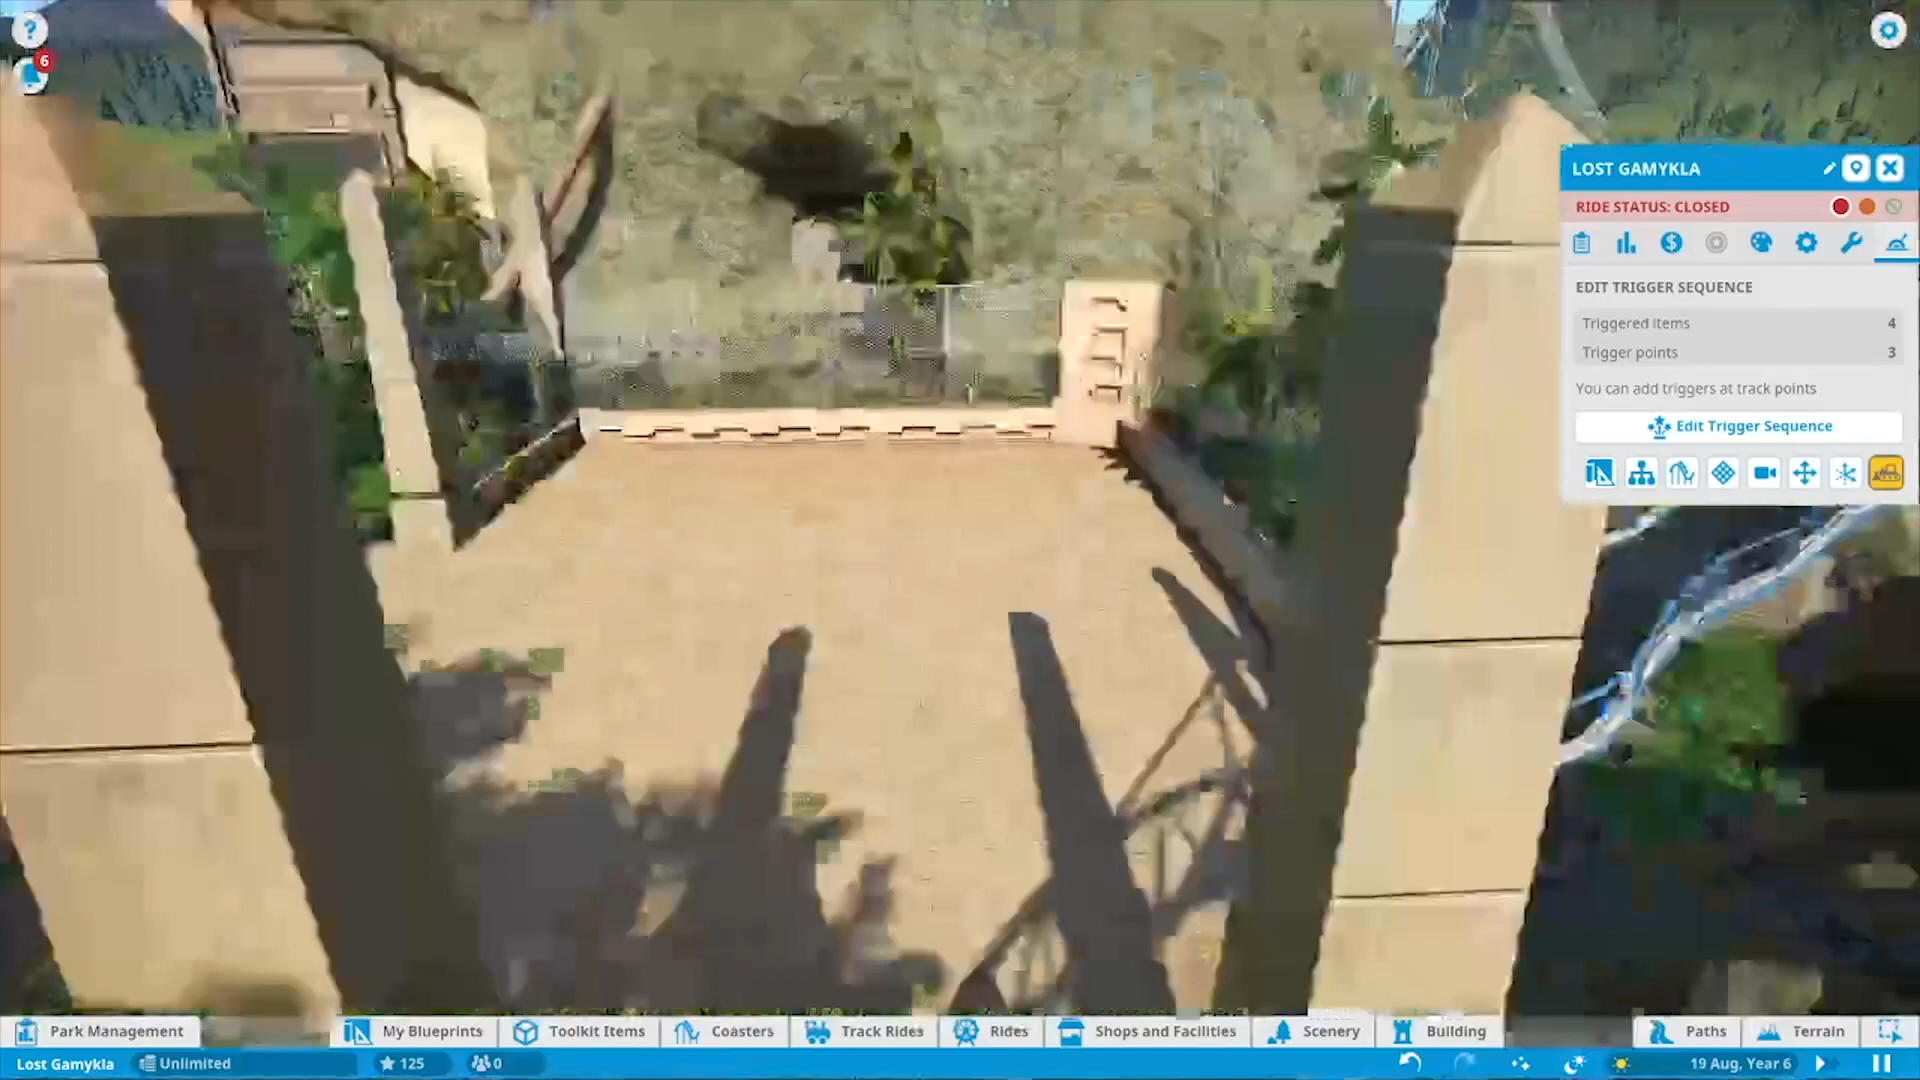 ?
6
LOST GAMYKLA
RIDE STATUS: CLOSED
EDIT TRIGGER SEQUENCE
Triggered items 4
Trigger points 3
You can add triggers at track points
Edit Trigger Sequence
Park Management
My Blueprints
Toolkit Items
Coasters
Track Rides
Rides
Shops and Facilities
Scenery
Building
Paths
Terrain
Lost Gamykla
Unlimited
125
0
19 Aug, Year 6